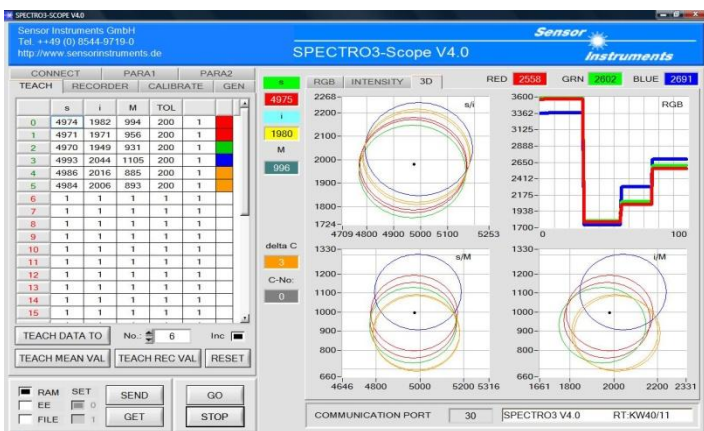 SPECTRO3-SCOPE V4.0
Sensor Instruments GmbH
Tel. ++49 (0) 8544-9719-0
http://www.sensorinstruments.de
SPECTRO3-Scope V4.0
Sensor
Instruments
CONNECT PARA1 PARA2
TEACH RECORDER CALIBRATE GEN
s i M TOL
0 4974 1982 994 200 1
1 4971 1971 956 200 1
2 4970 1949 931 200 1
3 4993 2044 1105 200 1
4 4986 2016 885 200 1
5 4984 2006 893 200 1
6 1 1 1 1 1
7 1 1 1 1 1
8 1 1 1 1 1
9 1 1 1 1 1
10 1 1 1 1 1
11 1 1 1 1 1
12 1 1 1 1 1
13 1 1 1 1 1
14 1 1 1 1 1
15 1 1 1 1 1
TEACH DATA TO No.: 6 Inc
TEACH MEAN VAL TEACH REC VAL RESET
RAM SET SEND GO
EE 0
FILE 1 GET STOP
s
4975
i
1980
M
996
delta C
3
C-No:
0
RGB INTENSITY 3D RED 2558 GRN 2602 BLUE 2691
s/i
2268
2200
2100
2000
1900
1800
1724
4709 4800 4900 5000 5100 5253
RGB
3600
3362
3125
2888
2650
2412
2175
1938
1700
0 100
s/M
1330
1200
1100
1000
900
800
660
4646 4800 5000 5200 5316
i/M
1330
1200
1100
1000
900
800
660
1661 1800 2000 2200 2331
COMMUNICATION PORT 30 SPECTRO3 V4.0 RT:KW40/11